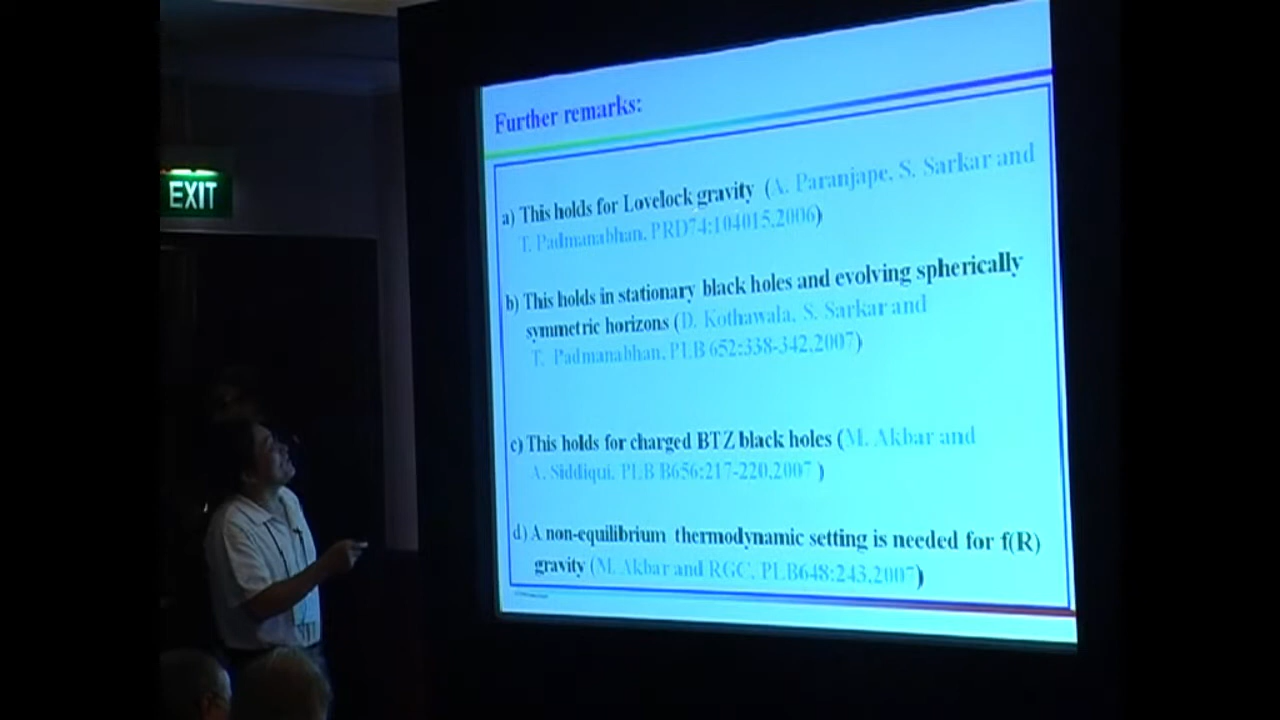 EXIT
Further remarks:
a) This holds for Lovelock gravity (A. Paranjape, S. Sarkar and
T. Padmanabhan, PRD74:104015,2006)
b) This holds in stationary black holes and evolving spherically
symmetric horizons (D. Kothawala, S. Sarkar and
T. Padmanabhan, PLB 652:338-342,2007)
c) This holds for charged BTZ black holes (M. Akbar and
A. Siddiqui, PLB B656:217-220,2007 )
d) A non-equilibrium thermodynamic setting is needed for f(R)
gravity (M. Akbar and RGC, PLB648:243,2007)